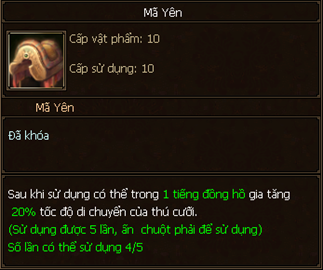 Mã Yên
Cấp vật phẩm: 10
Cấp sử dụng: 10
Mã Yên
Đã khóa
Sau khi sử dụng có thể trong 1 tiếng đồng hồ gia tăng
20% tốc độ di chuyển của thú cưỡi.
(Sử dụng được 5 lần, ấn chuột phải để sử dụng)
Số lần có thể sử dụng 4/5